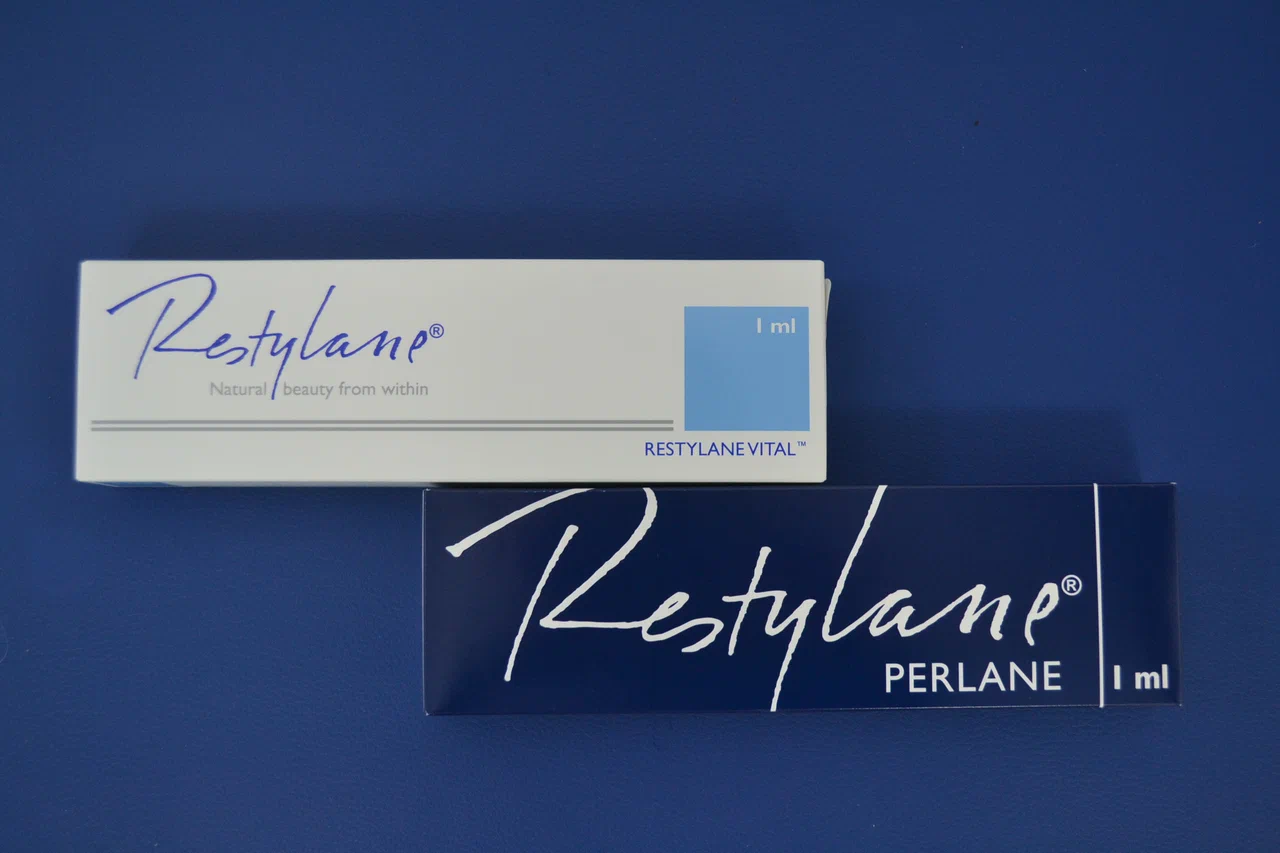 Restylane®
Natural beauty from within
1 ml
RESTYLANE VITAL™
Restylane®
PERLANE
1 ml